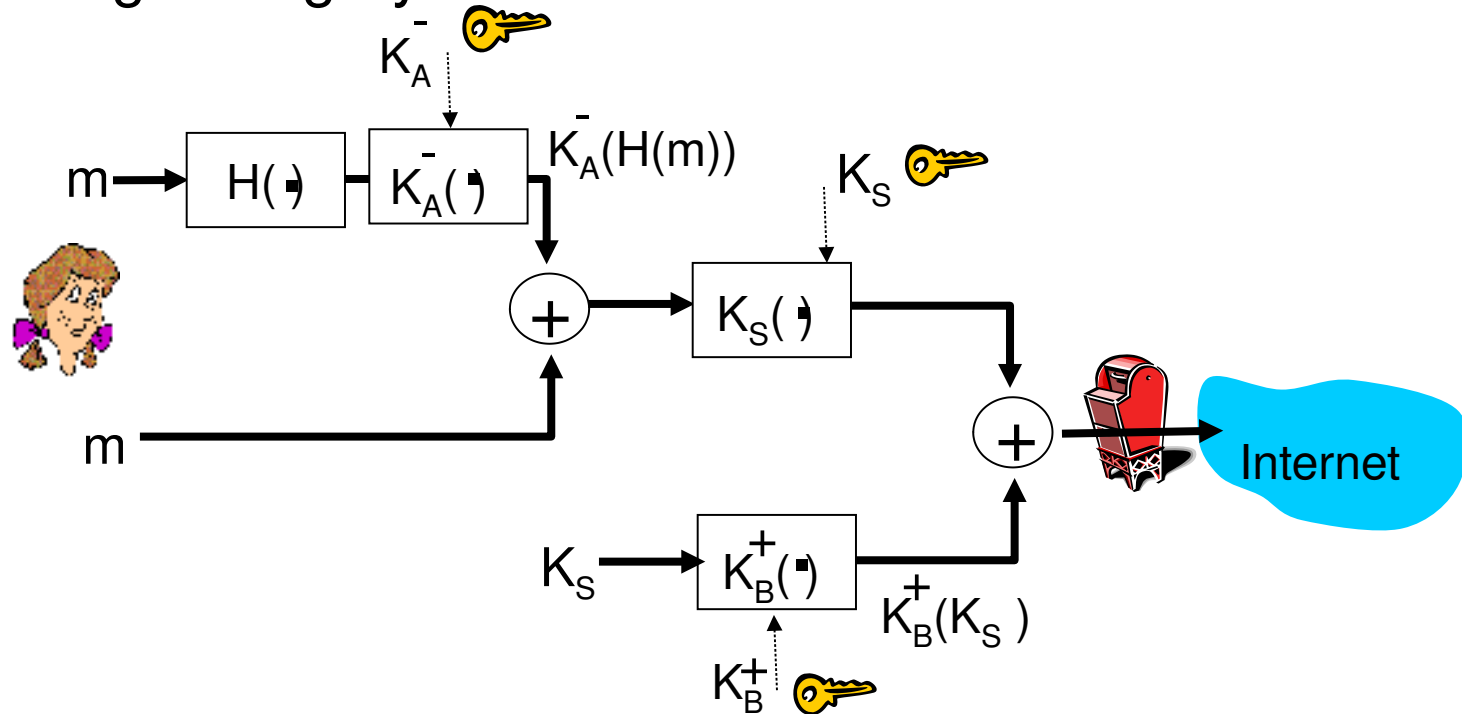 K_A^-
m
H(·)
K_A^-(·)
K_A^-(H(m))
K_S
+
K_S(·)
m
+
Internet
K_S
K_B^+(·)
K_B^+(K_S )
K_B^+